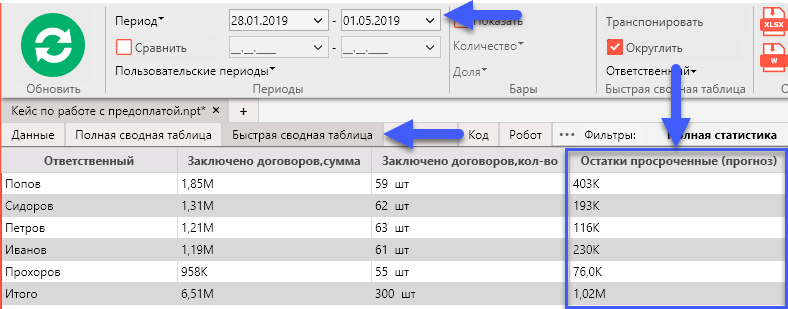 Обновить
Период
28.01.2019 - 01.05.2019
Сравнить
__.__.____ - __.__.____
Пользовательские периоды
Периоды
Показать
Количество
Доля
Бары
Транспонировать
Округлить
Ответственный
Быстрая сводная таблица
XLSX
W
Кейс по работе с предоплатой.npt* × +
Данные Полная сводная таблица Быстрая сводная таблица Код Робот ••• Фильтры: Полная статистика
Ответственный Заключено договоров,сумма Заключено договоров,кол-во Остатки просроченные (прогноз)
Попов 1,85M 59 шт 403K
Сидоров 1,31M 62 шт 193K
Петров 1,21M 63 шт 116K
Иванов 1,19M 61 шт 230K
Прохоров 958K 55 шт 76,0K
Итого 6,51M 300 шт 1,02M